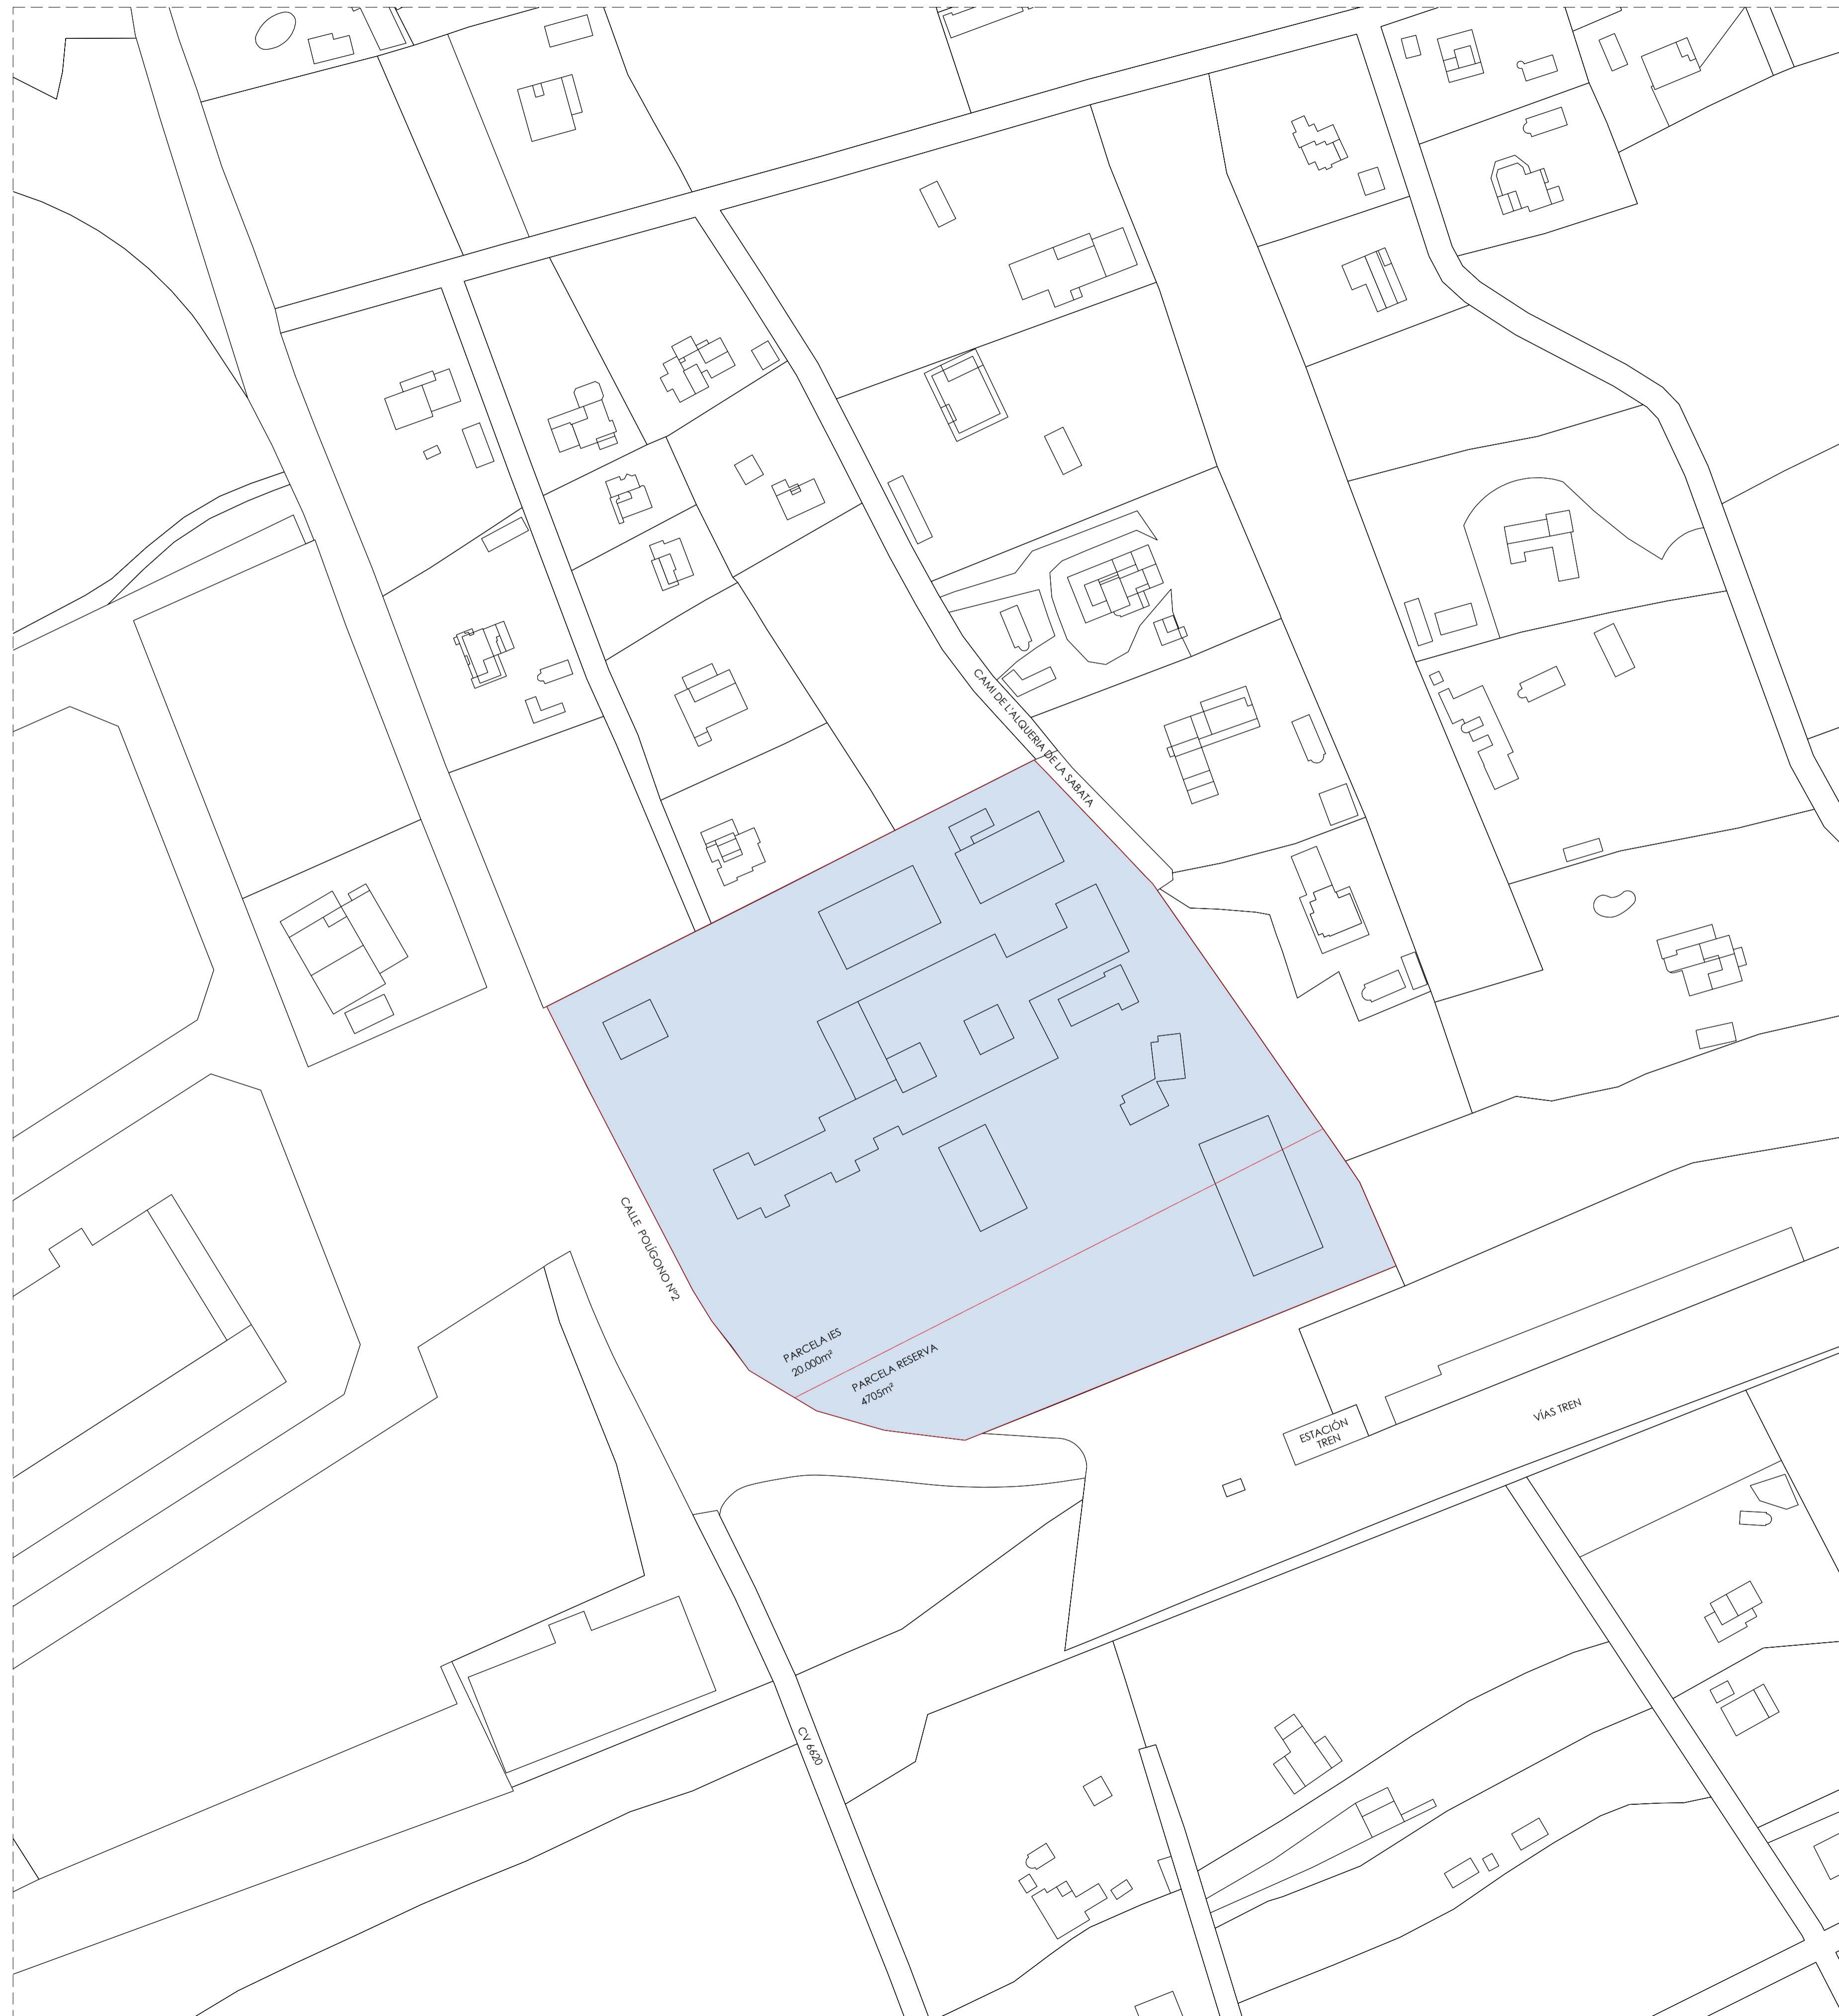 CAMI DE L'ALQUERIA DE LA SABATA
CALLE POLÍGONO Nº2
PARCELA IES
20.000m²
PARCELA RESERVA
4705m²
VÍAS TREN
ESTACIÓN
TREN
CV 6620